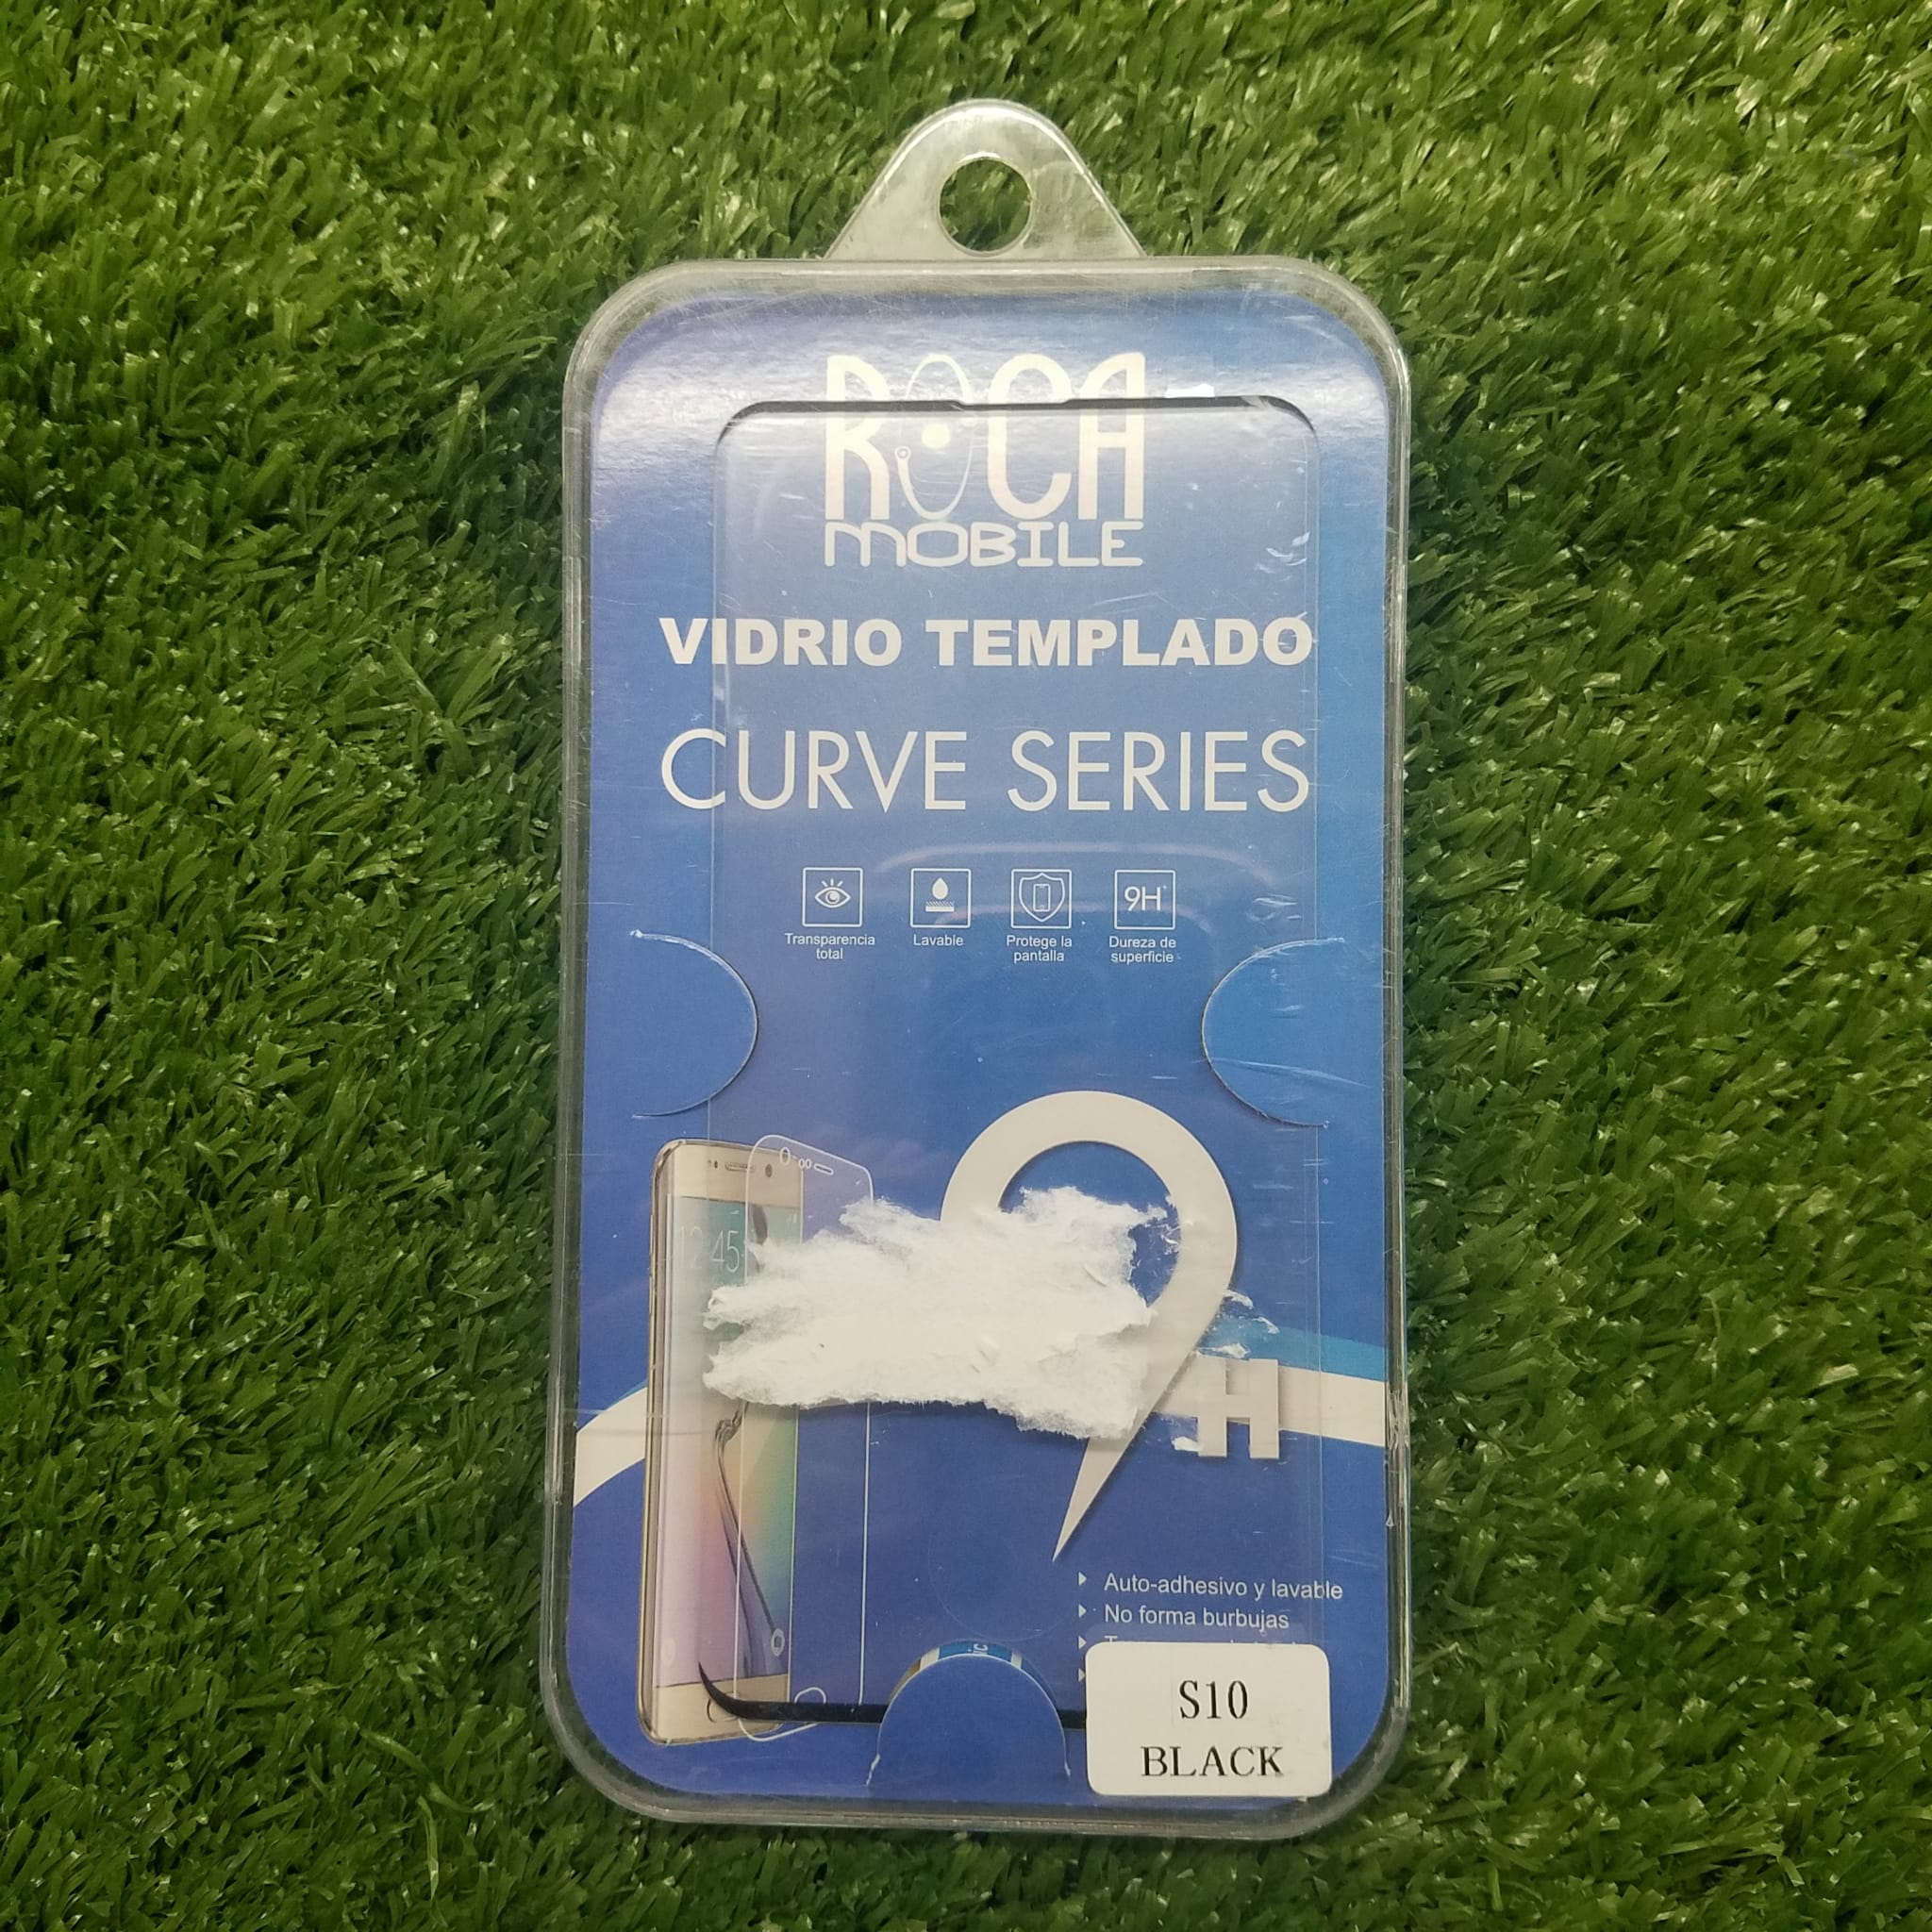 ROCA
MOBILE
VIDRIO TEMPLADO
CURVE SERIES
9H
Transparencia
total
Lavable
Protege la
pantalla
Dureza de
superficie
12:45
9H
Auto-adhesivo y lavable
No forma burbujas
S10
BLACK